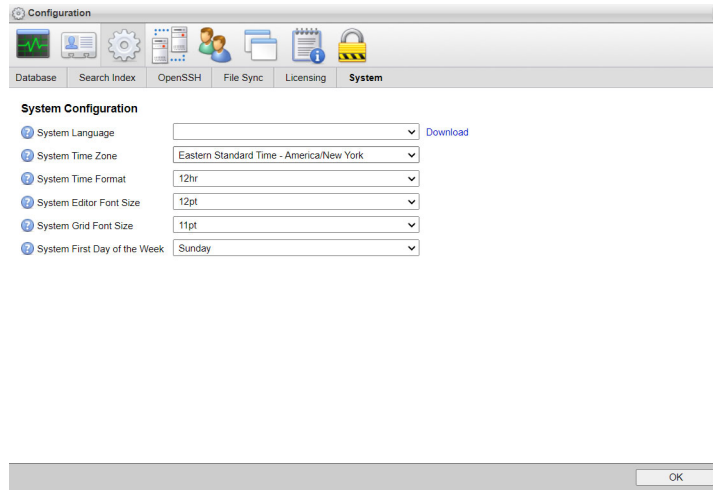 Configuration
Database Search Index OpenSSH File Sync Licensing System
System Configuration
System Language Download
System Time Zone Eastern Standard Time - America/New York
System Time Format 12hr
System Editor Font Size 12pt
System Grid Font Size 11pt
System First Day of the Week Sunday
OK